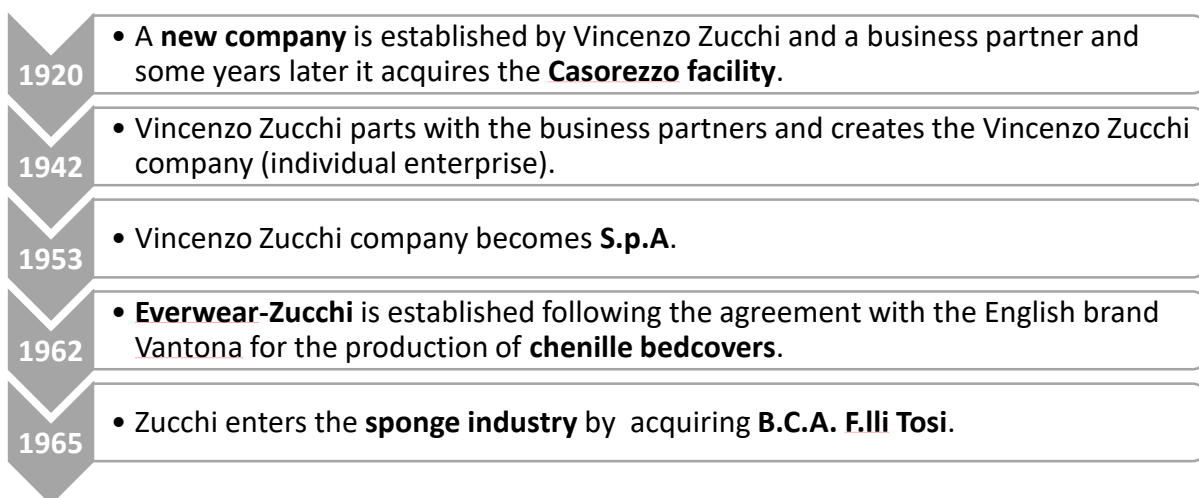 1920
• A new company is established by Vincenzo Zucchi and a business partner and
some years later it acquires the Casorezzo facility.
1942
• Vincenzo Zucchi parts with the business partners and creates the Vincenzo Zucchi
company (individual enterprise).
1953
• Vincenzo Zucchi company becomes S.p.A.
1962
• Everwear-Zucchi is established following the agreement with the English brand
Vantona for the production of chenille bedcovers.
1965
• Zucchi enters the sponge industry by  acquiring B.C.A. F.lli Tosi.